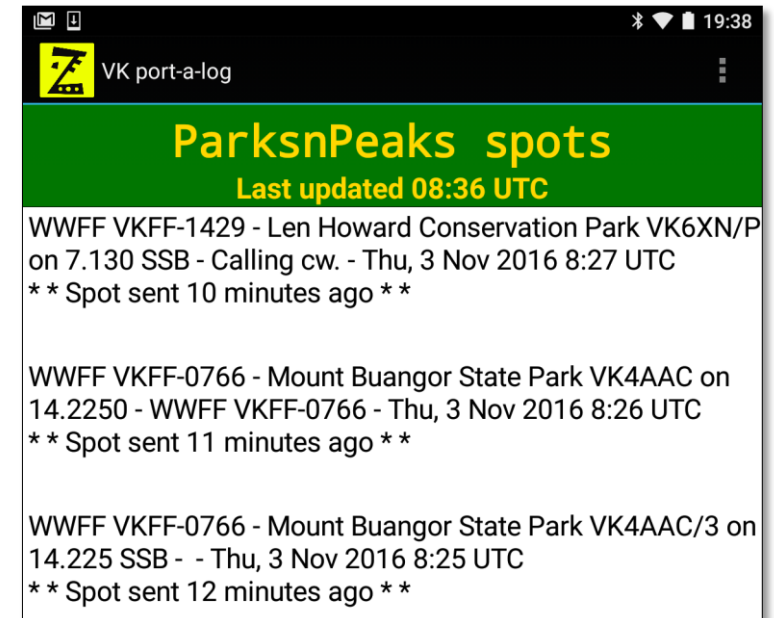 19:38
VK port-a-log
ParksnPeaks spots
Last updated 08:36 UTC
WWFF VKFF-1429 - Len Howard Conservation Park VK6XN/P
on 7.130 SSB - Calling cw. - Thu, 3 Nov 2016 8:27 UTC
* * Spot sent 10 minutes ago * *
WWFF VKFF-0766 - Mount Buangor State Park VK4AAC on
14.2250 - WWFF VKFF-0766 - Thu, 3 Nov 2016 8:26 UTC
* * Spot sent 11 minutes ago * *
WWFF VKFF-0766 - Mount Buangor State Park VK4AAC/3 on
14.225 SSB - - Thu, 3 Nov 2016 8:25 UTC
* * Spot sent 12 minutes ago * *